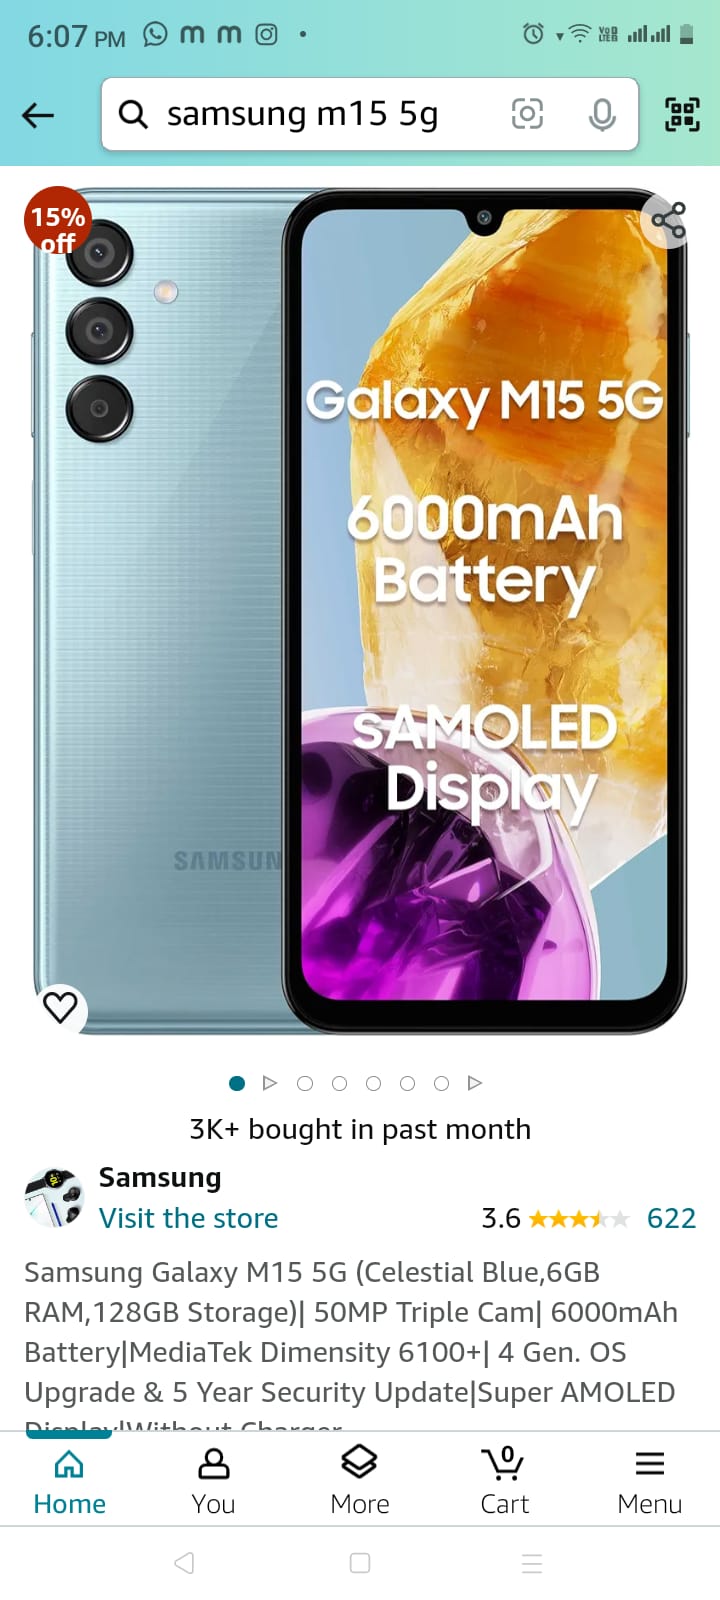 6:07 PM
samsung m15 5g
15%
off
Galaxy M15 5G
6000mAh
Battery
sAMOLED
Display
SAMSUN
3K+ bought in past month
Samsung
Visit the store
3.6
622
Samsung Galaxy M15 5G (Celestial Blue,6GB
RAM,128GB Storage)| 50MP Triple Cam| 6000mAh
Battery|MediaTek Dimensity 6100+| 4 Gen. OS
Upgrade & 5 Year Security Update|Super AMOLED
Display|Without Charger
0
Home
You
More
Cart
Menu